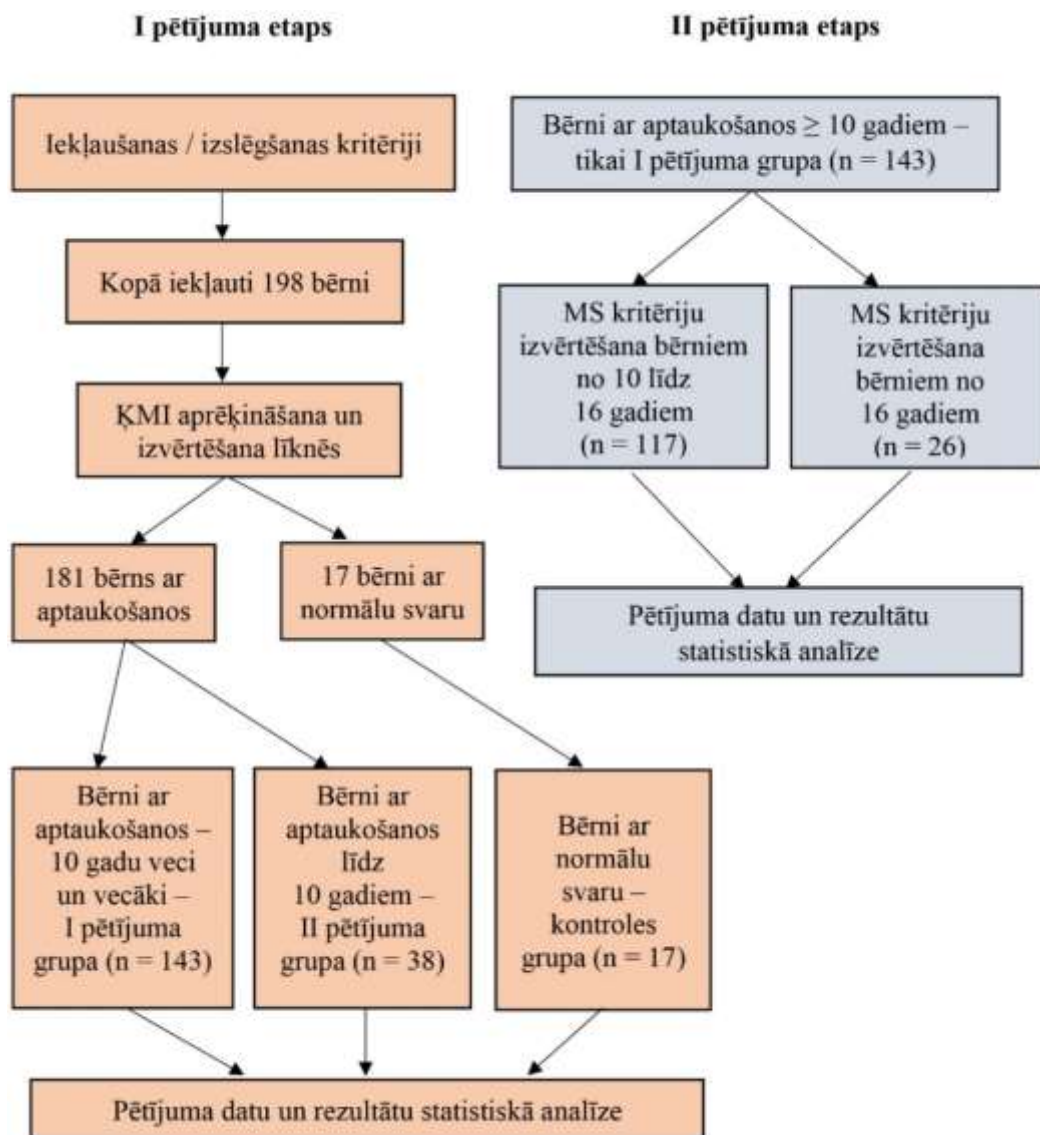 I pētījuma etaps
Iekļaušanas / izslēgšanas kritēriji
Kopā iekļauti 198 bērni
ĶMI aprēķināšana un
izvērtēšana līknēs
181 bērns ar
aptaukošanos
17 bērni ar
normālu svaru
Bērni ar
aptaukošanos –
10 gadu veci
un vecāki –
I pētījuma
grupa (n = 143)
Bērni ar
aptaukošanos
līdz
10 gadiem –
II pētījuma
grupa (n = 38)
Bērni ar
normālu
svaru –
kontroles
grupa (n = 17)
Pētījuma datu un rezultātu statistiskā analīze
II pētījuma etaps
Bērni ar aptaukošanos ≥ 10 gadiem –
tikai I pētījuma grupa (n = 143)
MS kritēriju
izvērtēšana bērniem
no 10 līdz
16 gadiem
(n = 117)
MS kritēriju
izvērtēšana
bērniem no
16 gadiem
(n = 26)
Pētījuma datu un rezultātu
statistiskā analīze